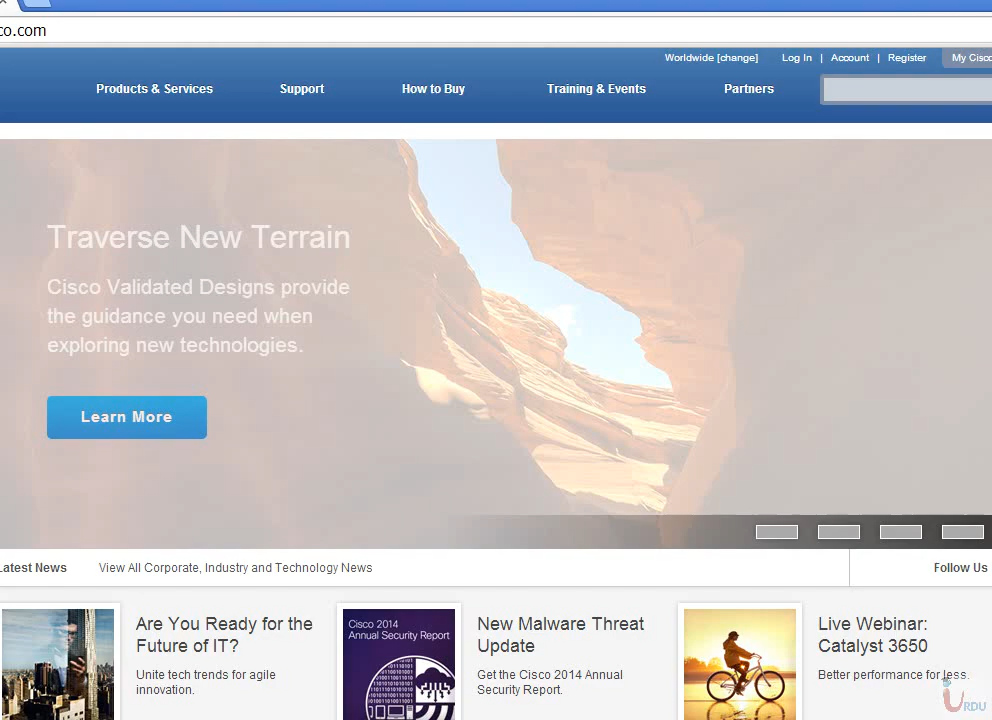 co.com
Worldwide [change] Log In | Account | Register My Cisco
Products & Services Support How to Buy Training & Events Partners
Traverse New Terrain
Cisco Validated Designs provide
the guidance you need when
exploring new technologies.
Learn More
Latest News View All Corporate, Industry and Technology News Follow Us
Cisco 2014
Annual Security Report
Are You Ready for the
Future of IT?
Unite tech trends for agile
innovation.
New Malware Threat
Update
Get the Cisco 2014 Annual
Security Report.
Live Webinar:
Catalyst 3650
Better performance for less.
URDU